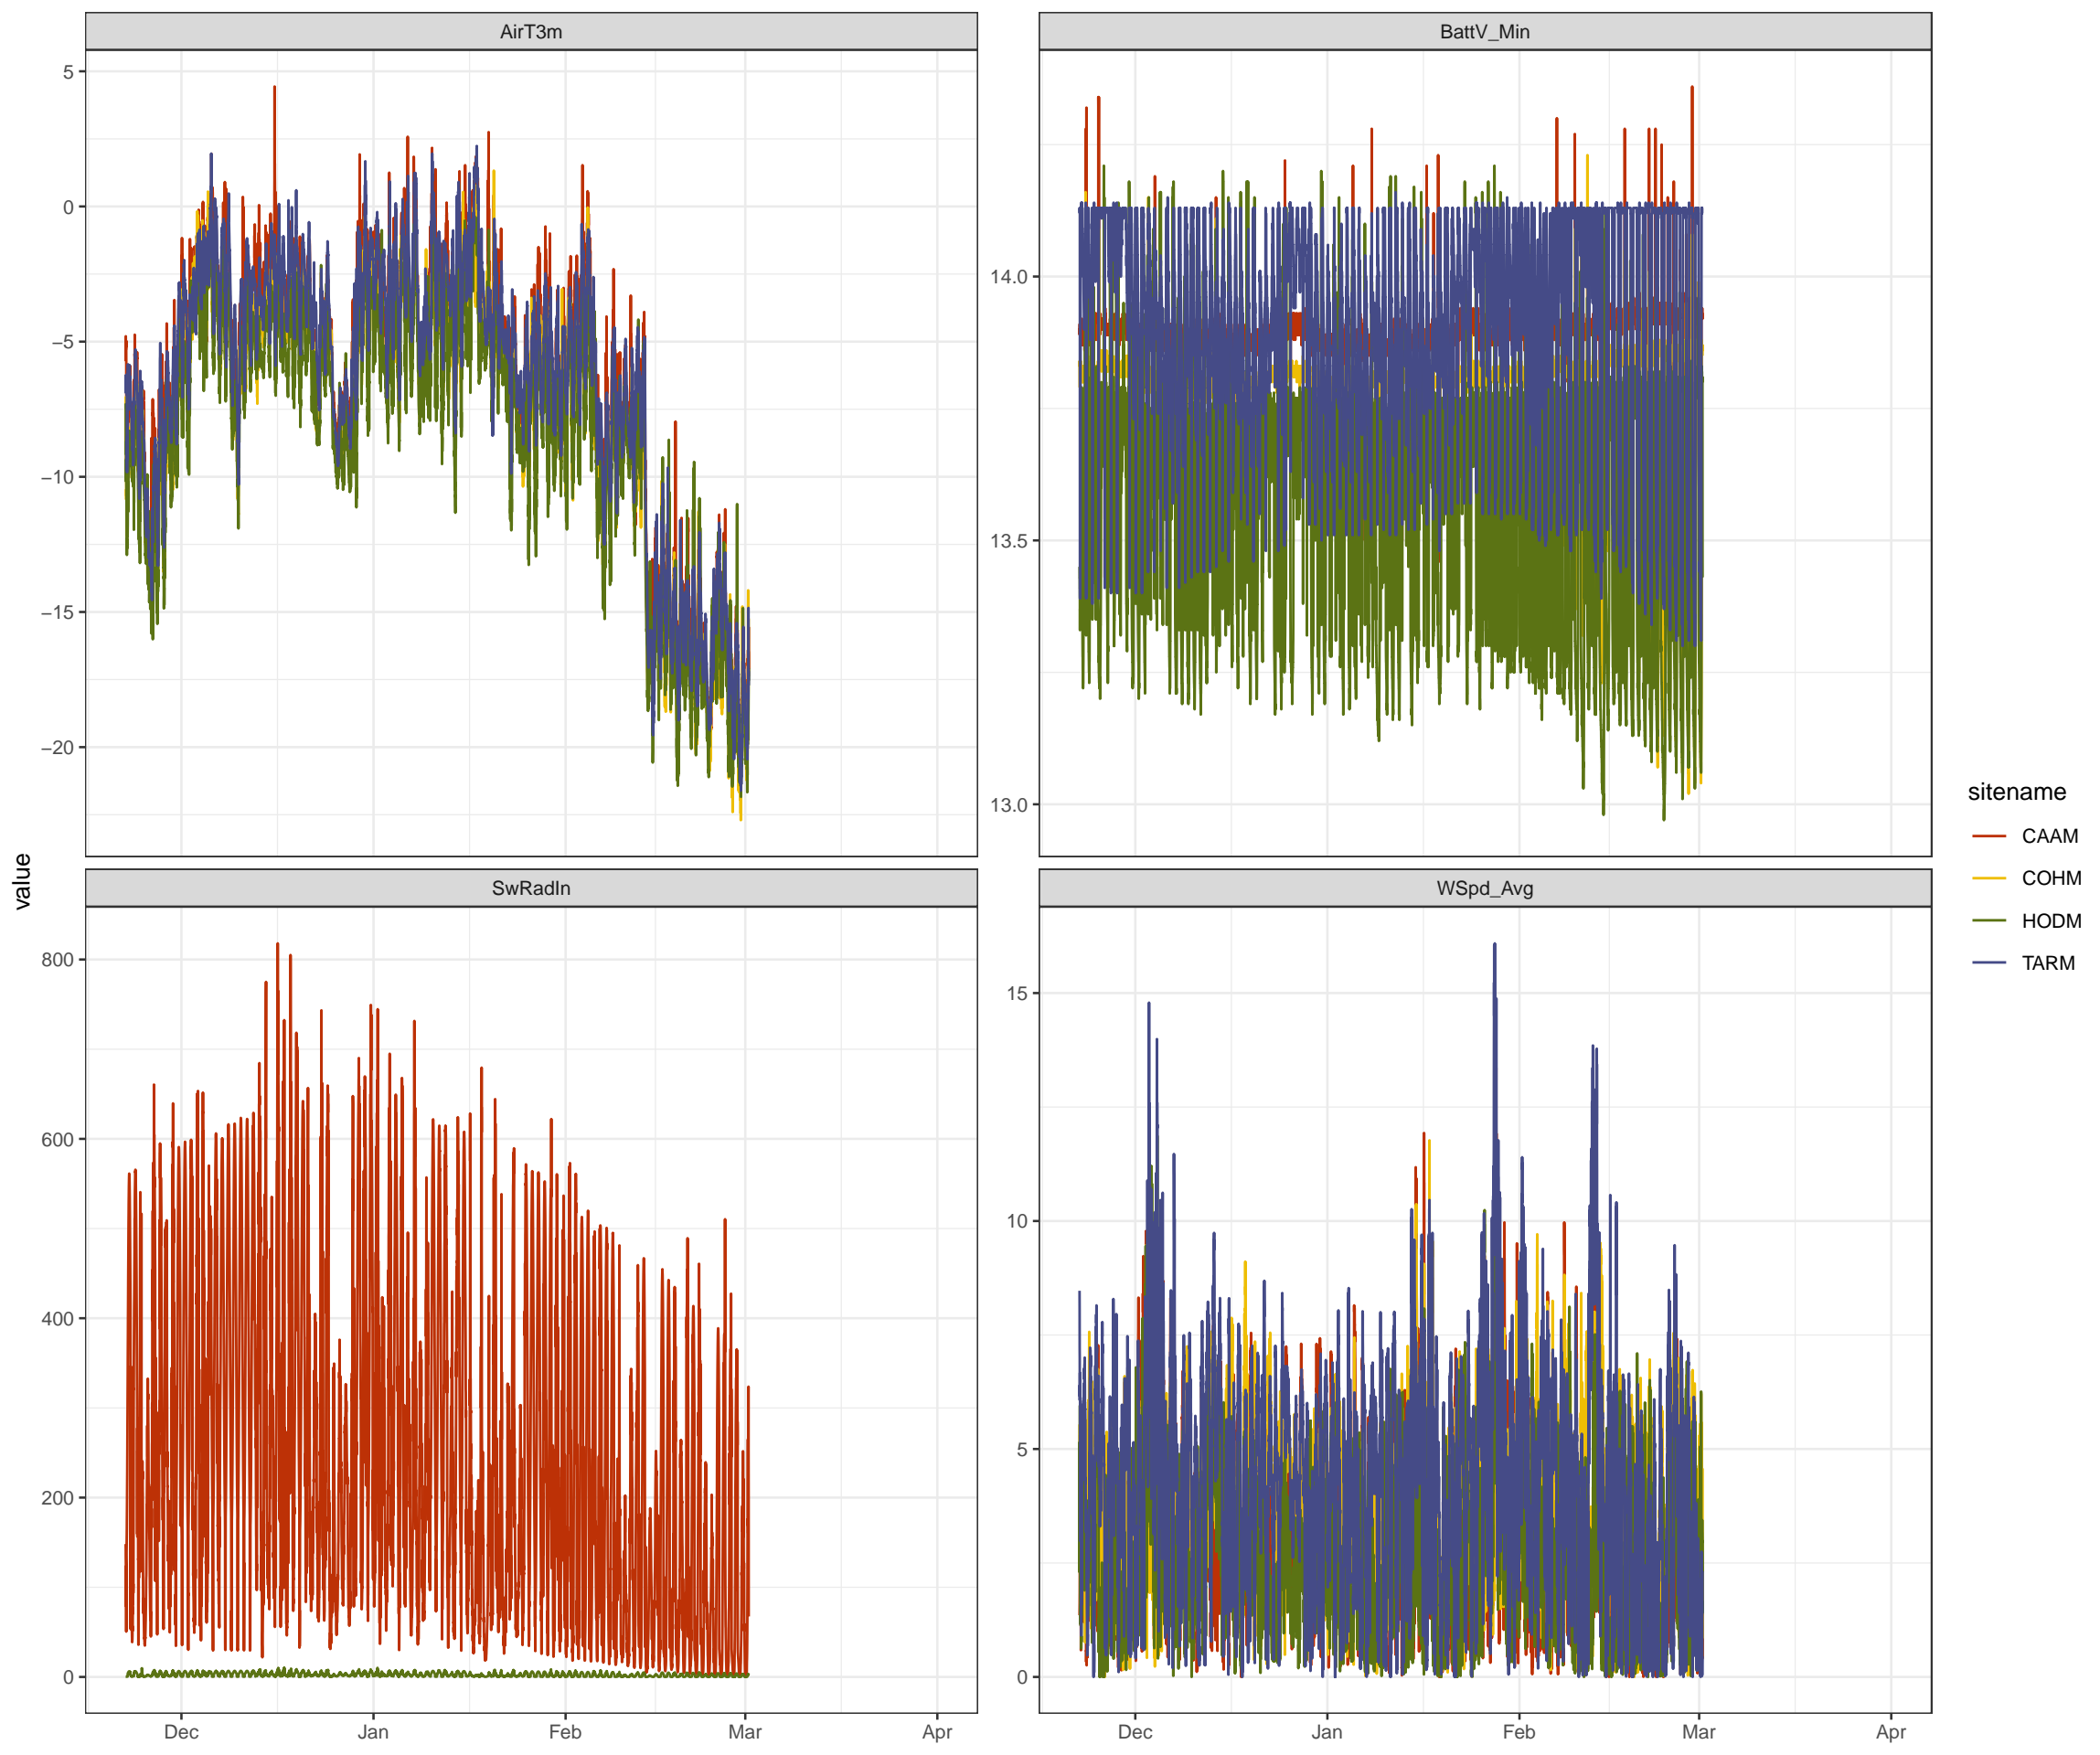 AirT3m
BattV_Min
5
0
−5
−10
−15
−20
14.0
13.5
13.0
value
SwRadIn
WSpd_Avg
800
600
400
200
0
15
10
5
0
Dec Jan Feb Mar Apr
Dec Jan Feb Mar Apr
sitename
CAAM
COHM
HODM
TARM